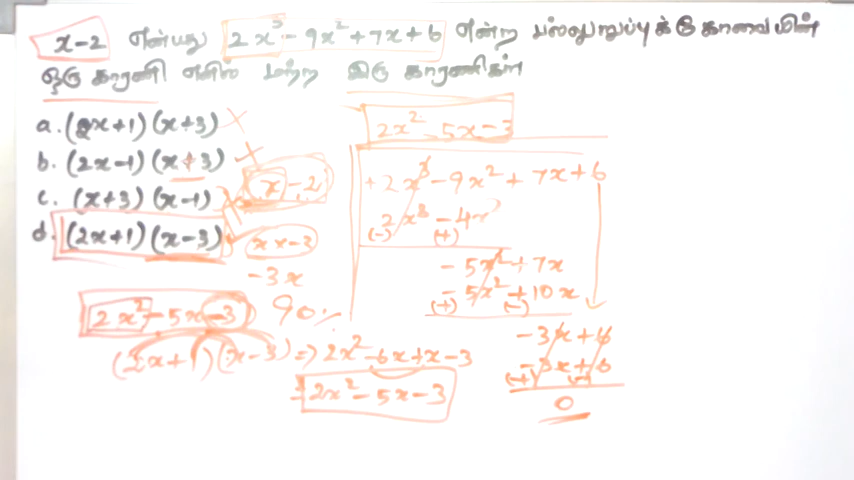 x-2 என்பது 2x³-9x²+7x+6 என்ற பல்லுறுப்புக் கோவையின்
ஒரு காரணி எனில் மற்ற இரு காரணிகள்
a. (2x+1)(x+3)
b. (2x-1)(x+3)
c. (x+3)(x-1)
d. (2x+1)(x-3)
x-2
x x-3
-3x
2x²-5x-3
90%
(2x+1)(x-3) => 2x²-6x+x-3
= 2x²-5x-3
2x²-5x-3
+2x³-9x²+7x+6
2x³-4x²
(-) (+)
-5x²+7x
-5x²+10x
(+) (-)
-3x+6
-3x+6
(+) (-)
0